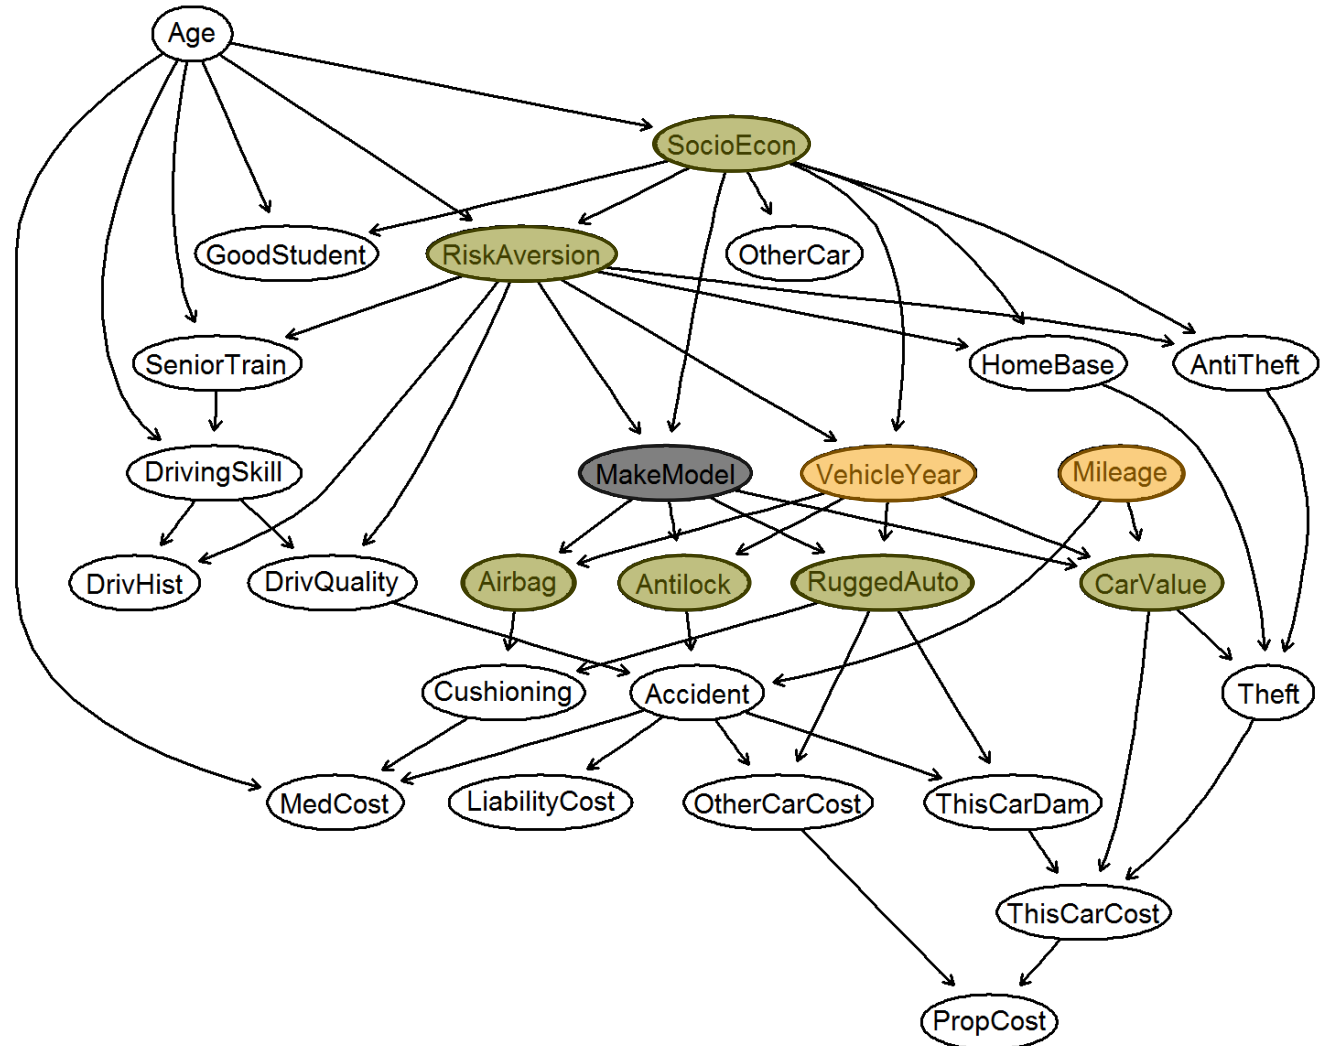 Age
SocioEcon
GoodStudent
RiskAversion
OtherCar
SeniorTrain
HomeBase
AntiTheft
DrivingSkill
MakeModel
VehicleYear
Mileage
DrivHist
DrivQuality
Airbag
Antilock
RuggedAuto
CarValue
Cushioning
Accident
Theft
MedCost
LiabilityCost
OtherCarCost
ThisCarDam
ThisCarCost
PropCost